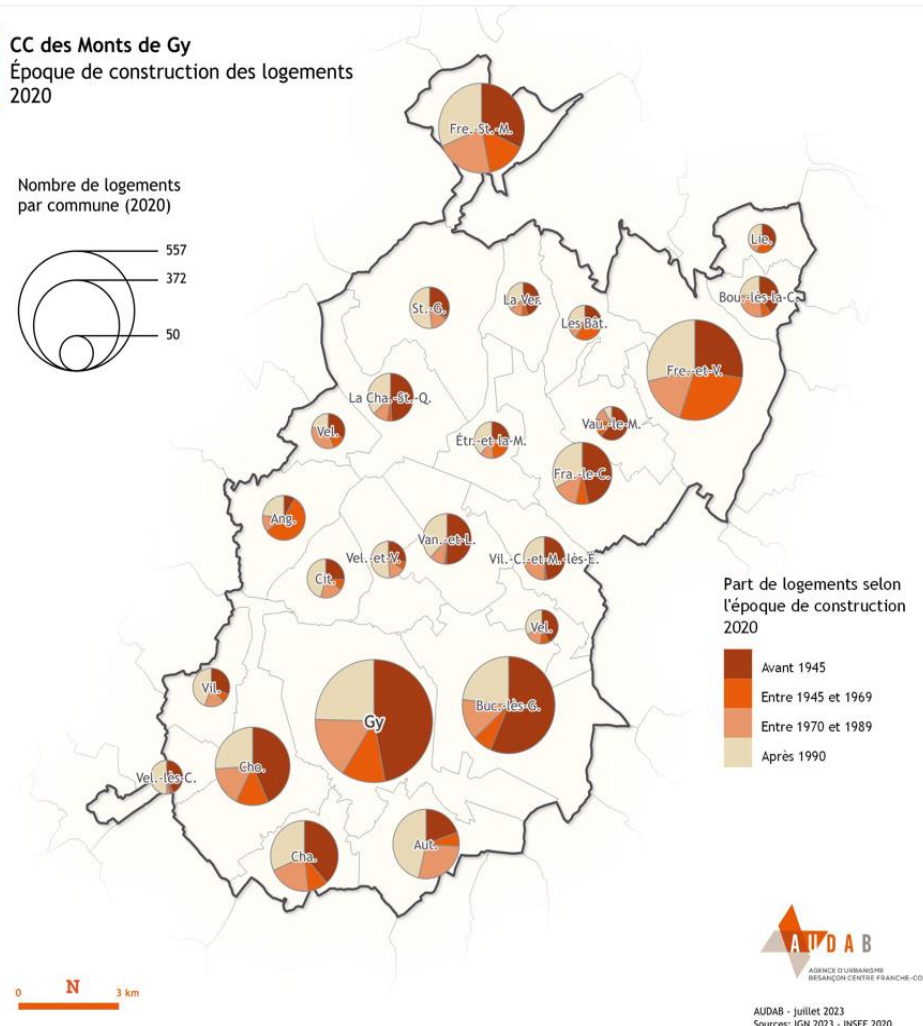 CC des Monts de Gy
Époque de construction des logements
2020
Nombre de logements
par commune (2020)
557
372
50
Fre.-St.-M.
Lie.
Bou.-lès-la-C.
St.-G.
La Ver.
Les Bât.
Fre.-et-V.
La Cha.-St.-Q.
Vel.
Étr.-et-la-M.
Vau.-le-M.
Fra.-le-C.
Ang.
Van.-et-L.
Vel.-et-V.
Vil.-C.-et-M.-lès-É.
Cit.
Vel.
Vil.
Gy
Buc.-lès-G.
Cho.
Vel.-lès-C.
Cha.
Aut.
Part de logements selon
l'époque de construction
2020
Avant 1945
Entre 1945 et 1969
Entre 1970 et 1989
Après 1990
AUDAB
AGENCE D'URBANISME
BESANÇON CENTRE FRANCHE-CO
N
0 3 km
AUDAB - juillet 2023
Sources: IGN 2023 - INSEE 2020